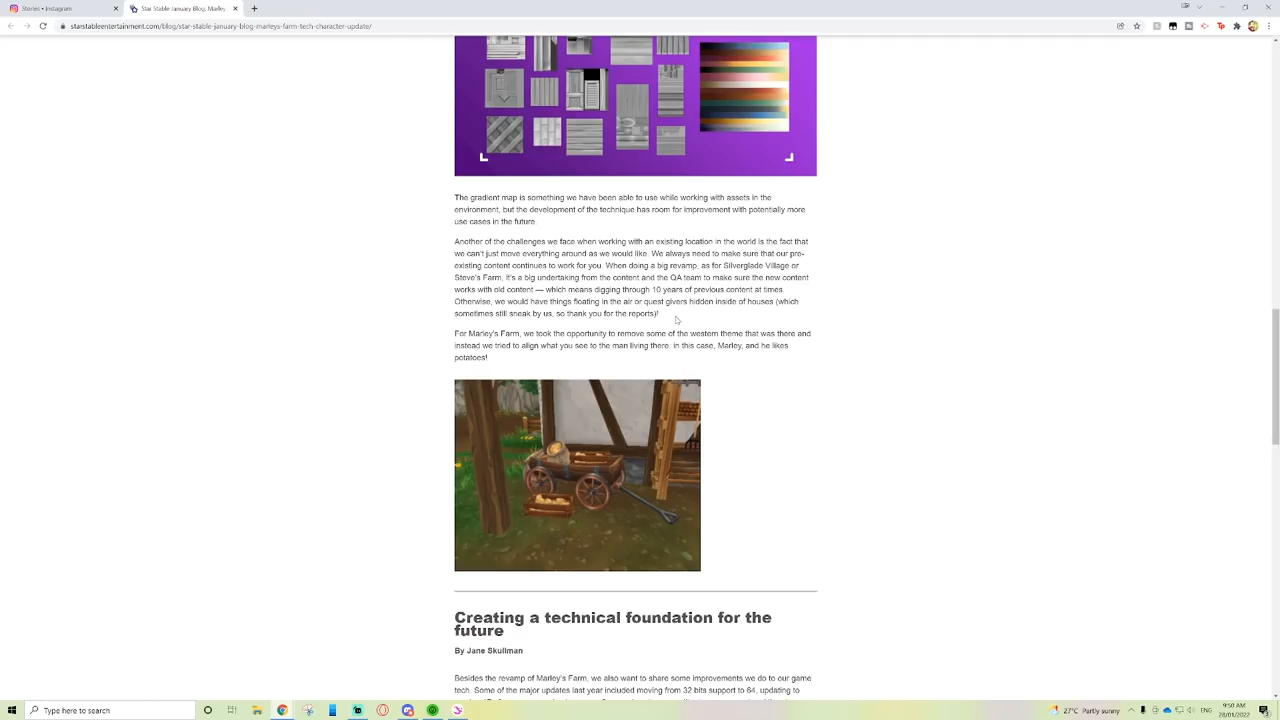 Stories • Instagram
Star Stable January Blog: Marley
starstableentertainment.com/blog/star-stable-january-blog-marleys-farm-tech-character-update/
The gradient map is something we have been able to use while working with assets in the
environment, but the development of the technique has room for improvement with potentially more
use cases in the future.
Another of the challenges we face when working with an existing location in the world is the fact that
we can't just move everything around as we would like. We always need to make sure that our pre-
existing content continues to work for you. When doing a big revamp, as for Silverglade Village or
Steve's Farm, it's a big undertaking from the content and the QA team to make sure the new content
works with old content — which means digging through 10 years of previous content at times.
Otherwise, we would have things floating in the air or quest givers hidden inside of houses (which
sometimes still sneak by us, so thank you for the reports)!
For Marley's Farm, we took the opportunity to remove some of the western theme that was there and
instead we tried to align what you see to the man living there. In this case, Marley, and he likes
potatoes!
Creating a technical foundation for the
future
By Jane Skullman
Besides the revamp of Marley's Farm, we also want to share some improvements we do to our game
tech. Some of the major updates last year included moving from 32 bits support to 64, updating to
Type here to search
27°C Partly sunny
ENG
9:50 AM
28/01/2022